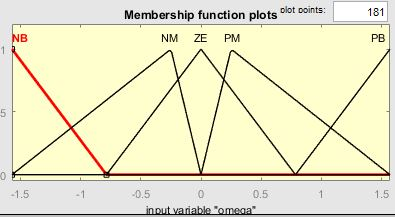 Membership function plots plot points: 181
NB NM ZE PM PB
1
5
0
-1.5 -1 -0.5 0 0.5 1 1.5
input variable "omega"